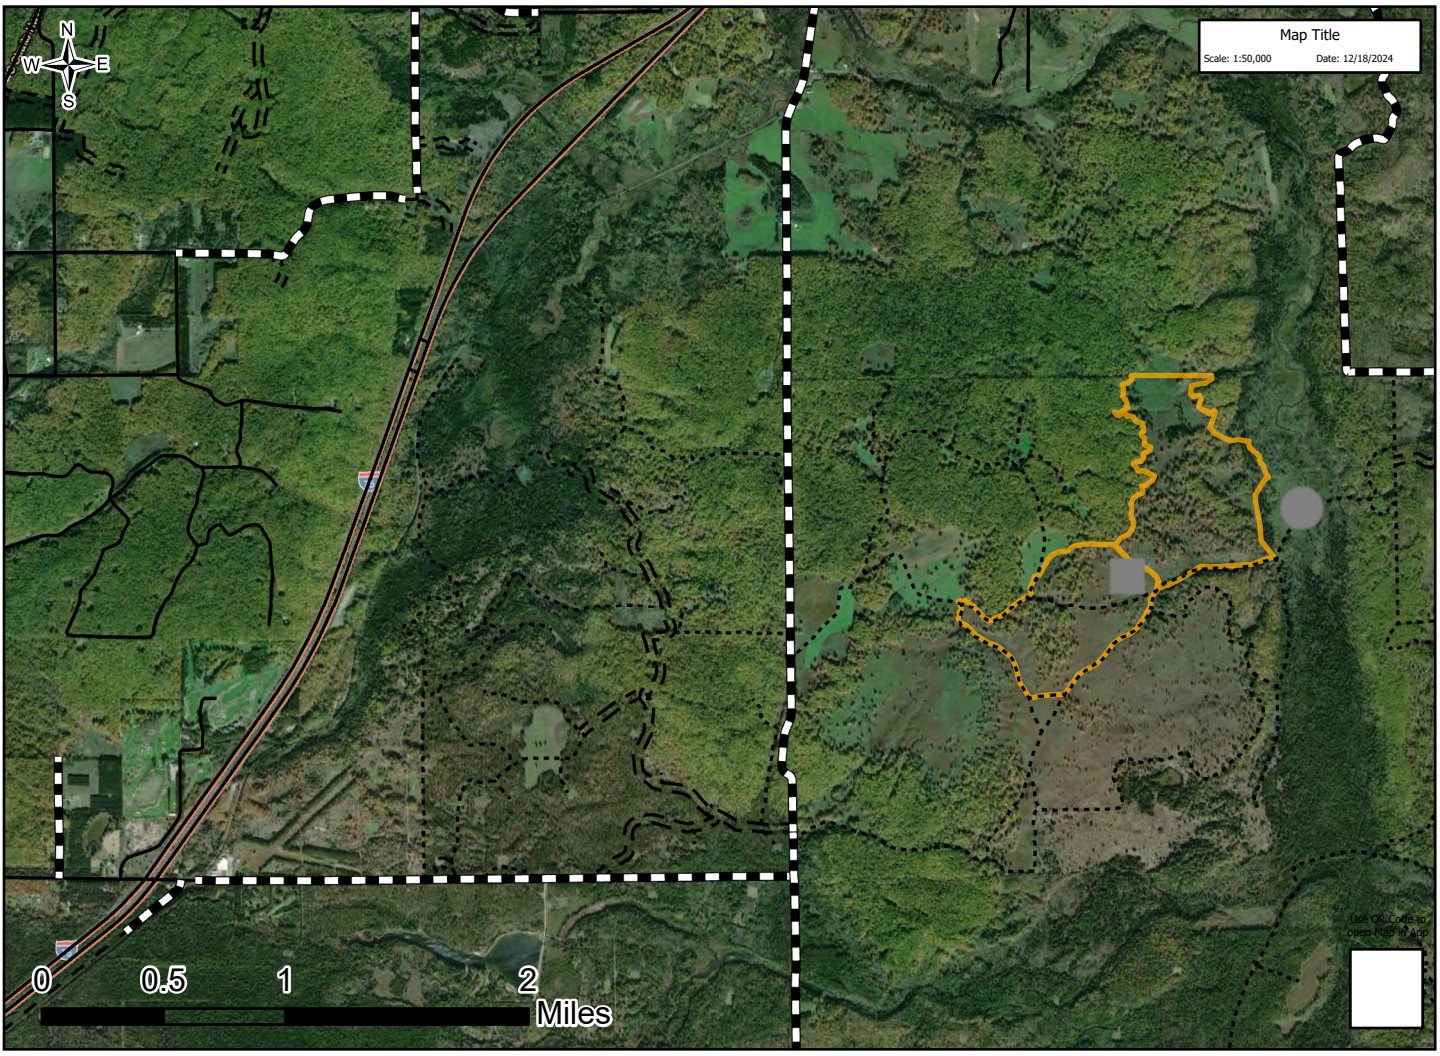 N
W E
S
Map Title
Scale: 1:50,000 Date: 12/18/2024
Use QR Code to
open Map in App
0 0.5 1 2
Miles